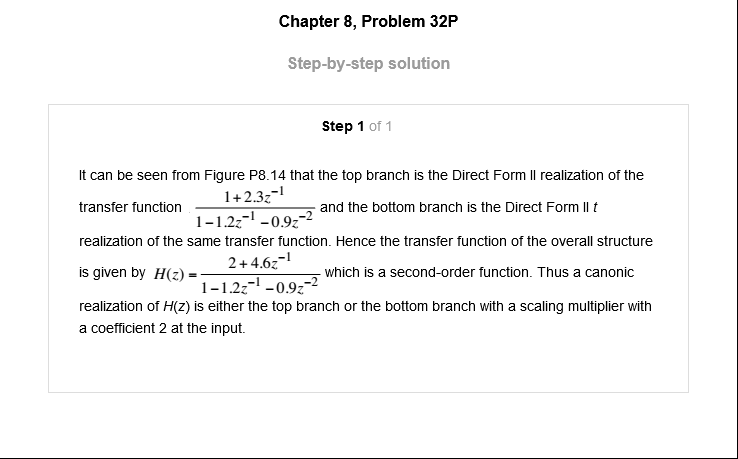 Chapter 8, Problem 32P
Step-by-step solution
Step 1 of 1
It can be seen from Figure P8.14 that the top branch is the Direct Form II realization of the
transfer function (1+2.3z⁻¹)/(1−1.2z⁻¹−0.9z⁻²) and the bottom branch is the Direct Form II t
realization of the same transfer function. Hence the transfer function of the overall structure
is given by H(z) = (2+4.6z⁻¹)/(1−1.2z⁻¹−0.9z⁻²) which is a second-order function. Thus a canonic
realization of H(z) is either the top branch or the bottom branch with a scaling multiplier with
a coefficient 2 at the input.